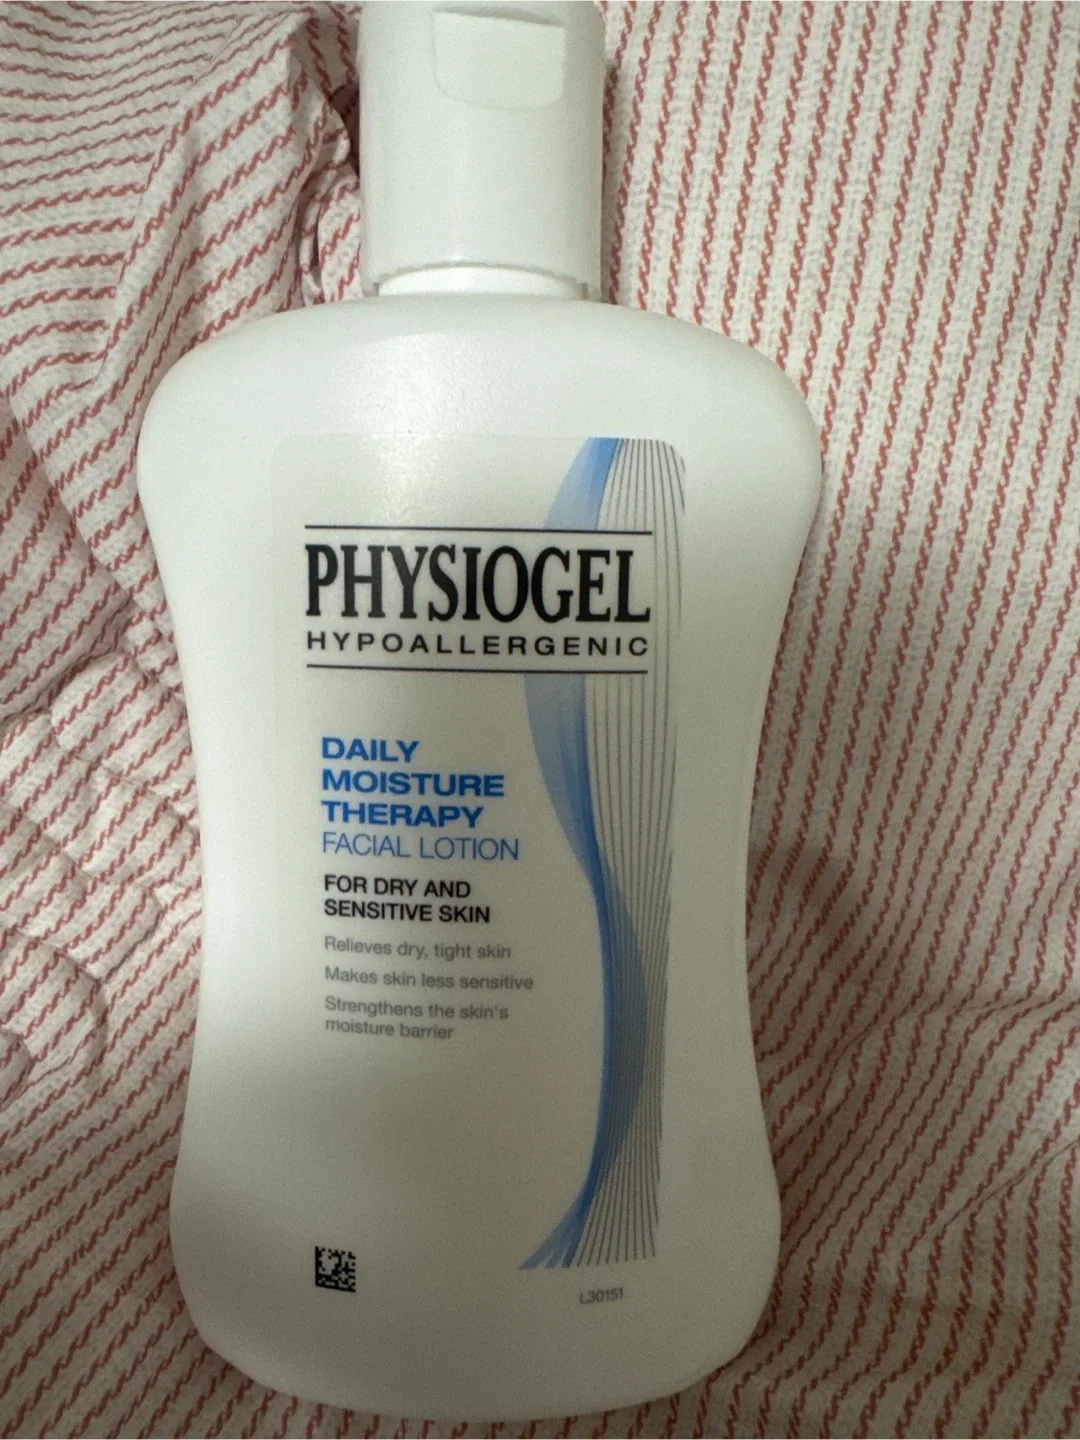 PHYSIOGEL
HYPOALLERGENIC
DAILY
MOISTURE
THERAPY
FACIAL LOTION
FOR DRY AND
SENSITIVE SKIN
Relieves dry, tight skin
Makes skin less sensitive
Strengthens the skin's
moisture barrier
L30151